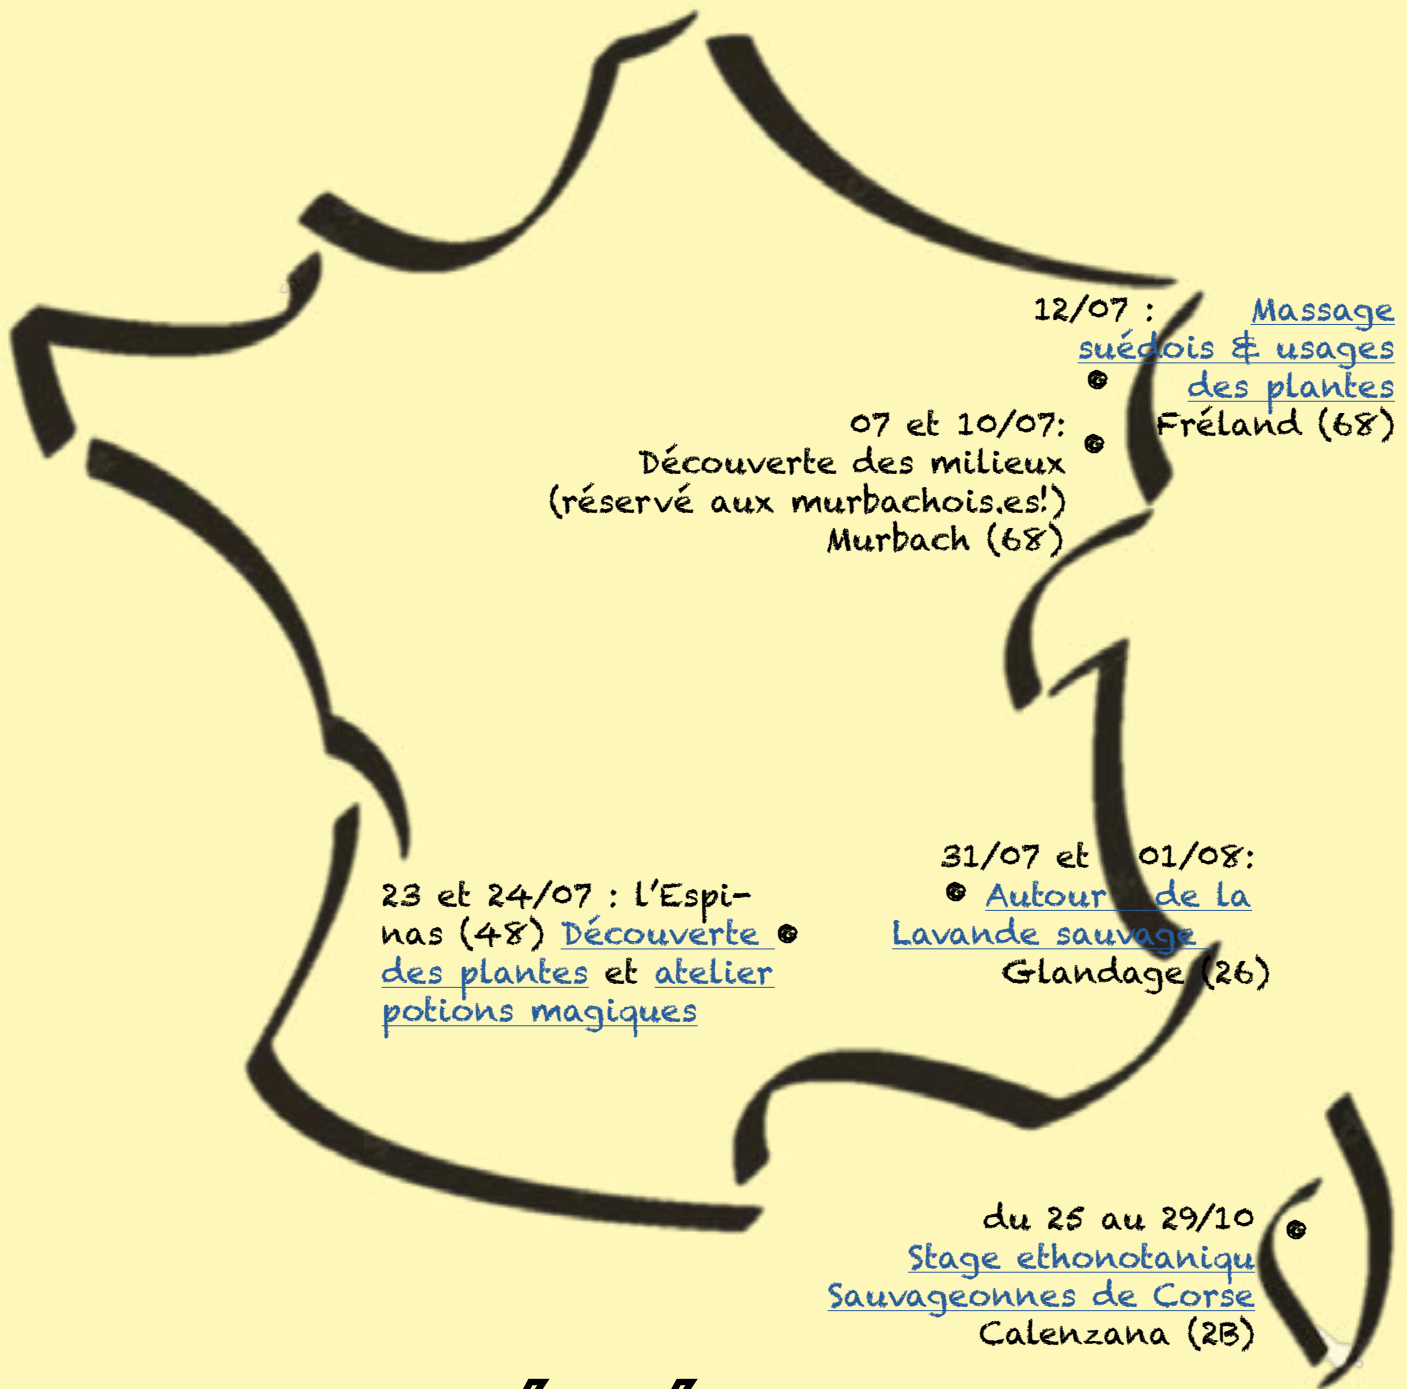 12/07 : Massage
suédois & usages
des plantes
Fréland (68)
07 et 10/07:
Découverte des milieux
(réservé aux murbachois.es!)
Murbach (68)
31/07 et 01/08:
Autour de la
Lavande sauvage
Glandage (26)
23 et 24/07 : l'Espi-
nas (48) Découverte
des plantes et atelier
potions magiques
du 25 au 29/10
Stage ethonotaniqu
Sauvageonnes de Corse
Calenzana (2B)